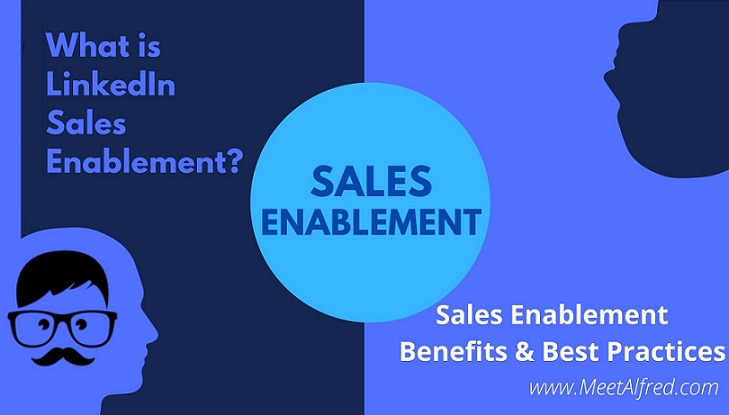 What is
LinkedIn
Sales
Enablement?
SALES
ENABLEMENT
Sales Enablement
Benefits & Best Practices
www.MeetAlfred.com